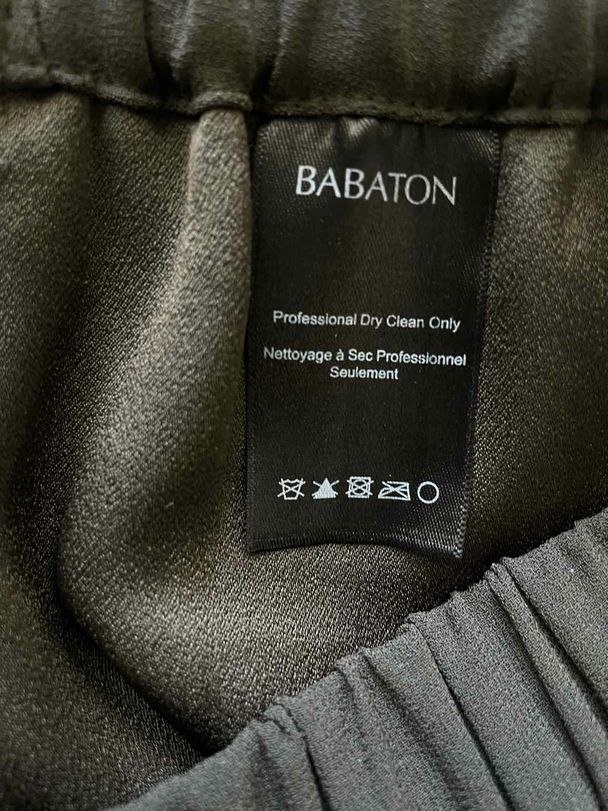 BABATON
Professional Dry Clean Only
Nettoyage à Sec Professionnel
Seulement